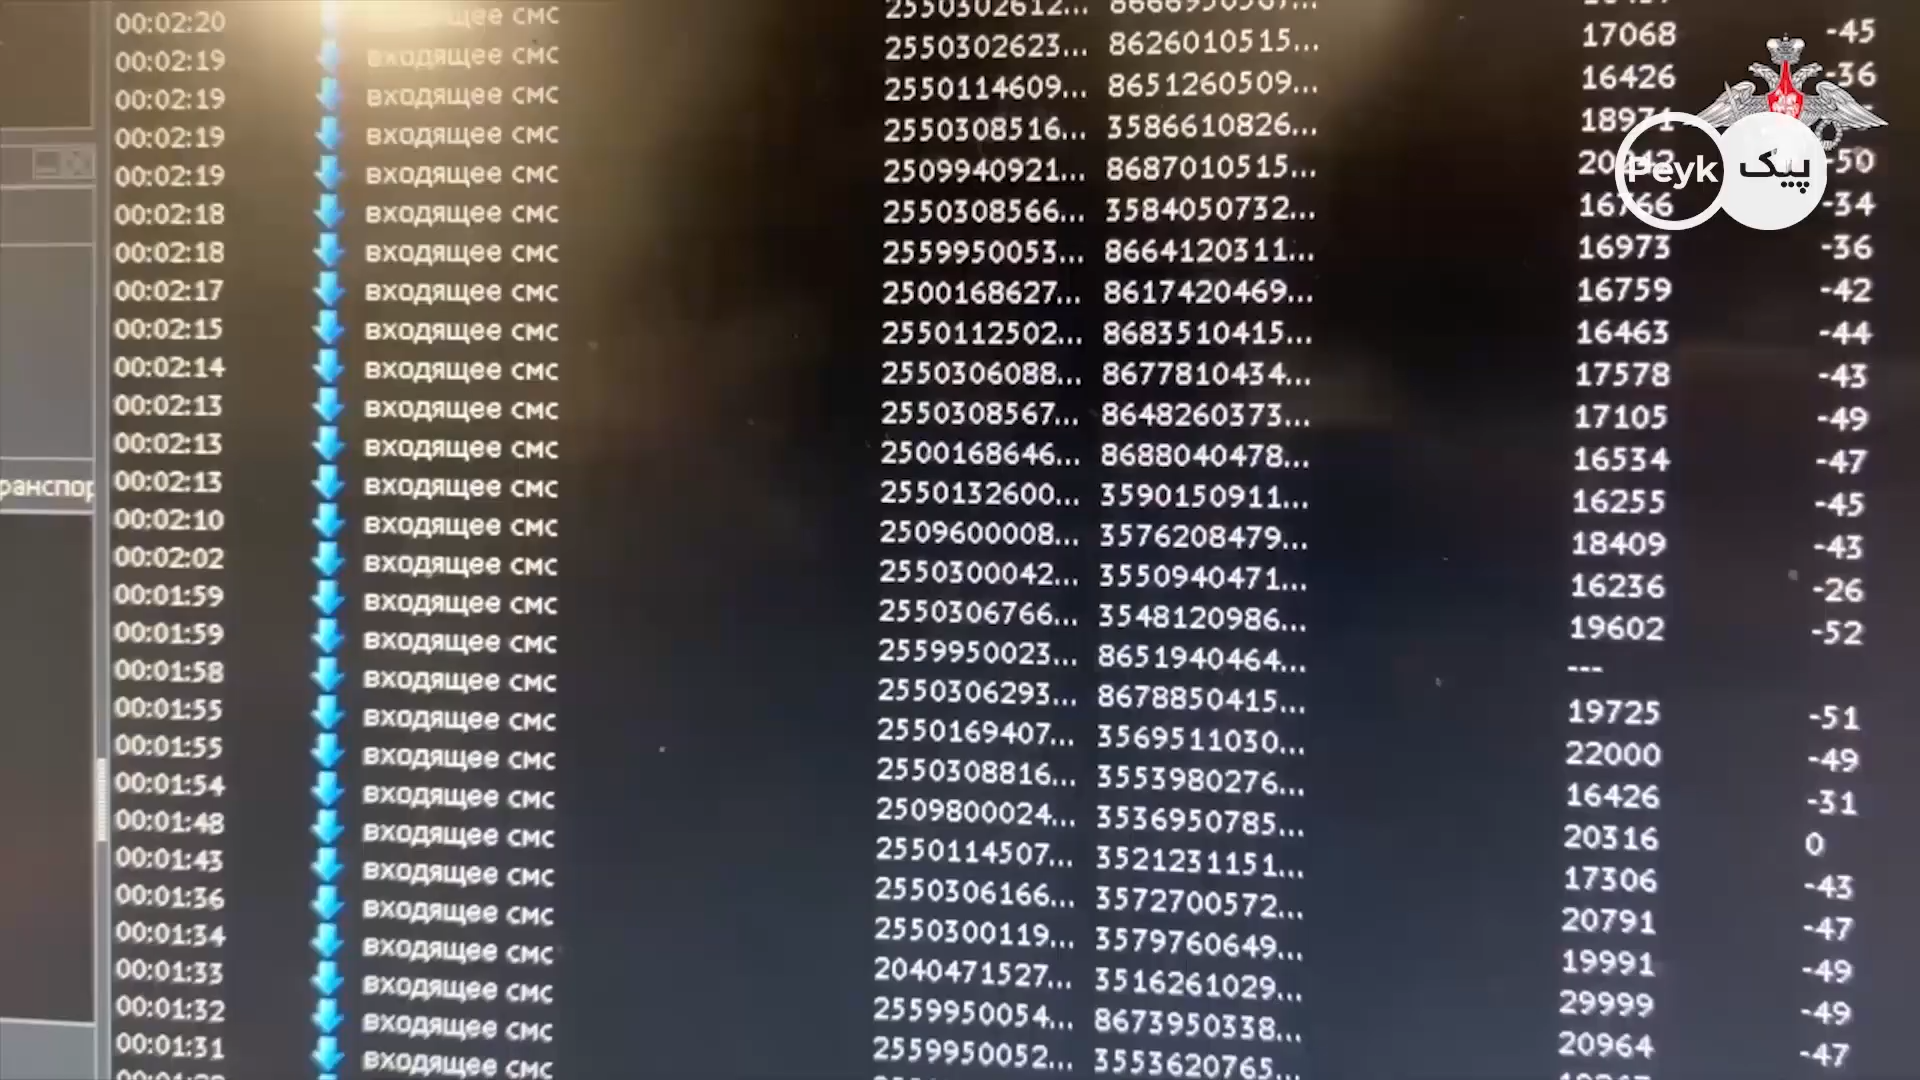 00:02:20 входящее смс 2550302612...
00:02:19 входящее смс 2550302623... 8626010515... 17068 -45
00:02:19 входящее смс 2550114609... 8651260509... 16426 -36
00:02:19 входящее смс 2550308516... 3586610826... 18971
00:02:19 входящее смс 2509940921... 8687010515... -50
00:02:18 входящее смс 2550308566... 3584050732... 16766 -34
00:02:18 входящее смс 2559950053... 8664120311... 16973 -36
00:02:17 входящее смс 2500168627... 8617420469... 16759 -42
00:02:15 входящее смс 2550112502... 8683510415... 16463 -44
00:02:14 входящее смс 2550306088... 8677810434... 17578 -43
00:02:13 входящее смс 2550308567... 8648260373... 17105 -49
00:02:13 входящее смс 2500168646... 8688040478... 16534 -47
00:02:13 входящее смс 2550132600... 3590150911... 16255 -45
00:02:10 входящее смс 2509600008... 3576208479... 18409 -43
00:02:02 входящее смс 2550300042... 3550940471... 16236 -26
00:01:59 входящее смс 2550306766... 3548120986... 19602 -52
00:01:59 входящее смс 2559950023... 8651940464... ---
00:01:58 входящее смс 2550306293... 8678850415... 19725 -51
00:01:55 входящее смс 2550169407... 3569511030... 22000 -49
00:01:55 входящее смс 2550308816... 3553980276... 16426 -31
00:01:54 входящее смс 2509800024... 3536950785... 20316 0
00:01:48 входящее смс 2550114507... 3521231151... 17306 -43
00:01:43 входящее смс 2550306166... 3572700572... 20791 -47
00:01:36 входящее смс 2550300119... 3579760649... 19991 -49
00:01:34 входящее смс 2040471527... 3516261029... 29999 -49
00:01:33 входящее смс 2559950054... 8673950338... 20964 -47
00:01:32 входящее смс 2559950052... 3553620765...
00:01:31 входящее смс
ранспор
Peyk پیک